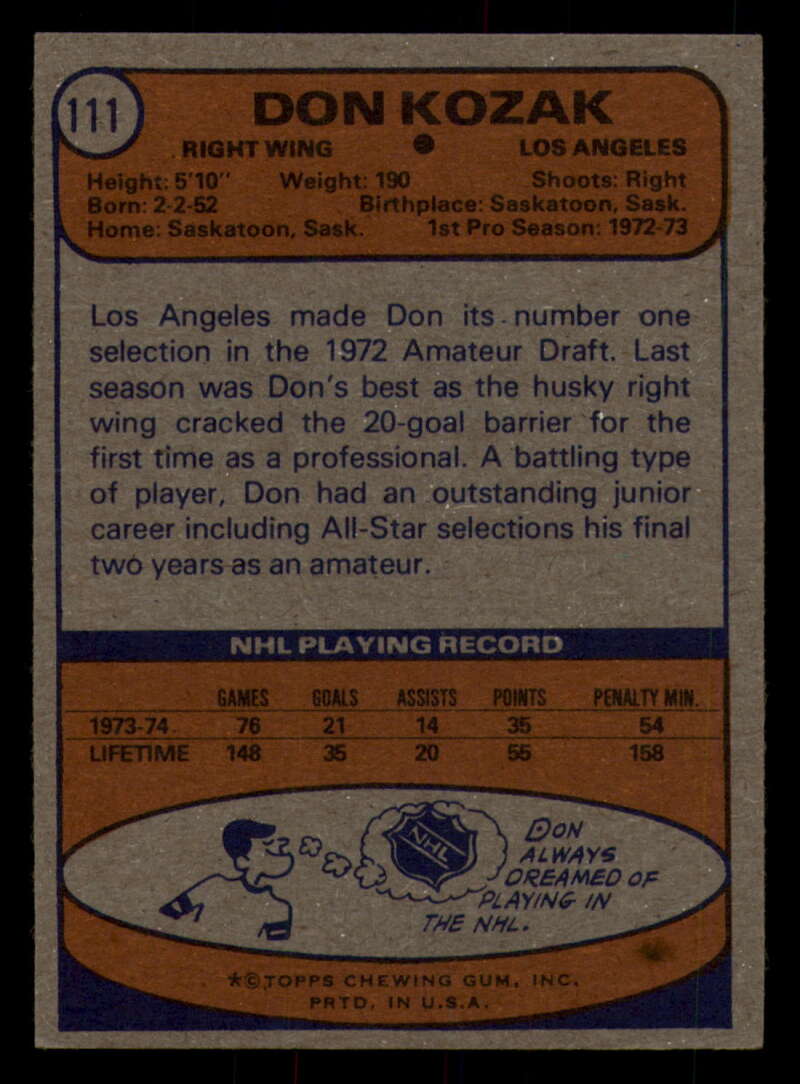 111
DON KOZAK
RIGHT WING ● LOS ANGELES
Height: 5'10" Weight: 190 Shoots: Right
Born: 2-2-52 Birthplace: Saskatoon, Sask.
Home: Saskatoon, Sask. 1st Pro Season: 1972-73
Los Angeles made Don its number one
selection in the 1972 Amateur Draft. Last
season was Don's best as the husky right
wing cracked the 20-goal barrier for the
first time as a professional. A battling type
of player, Don had an outstanding junior
career including All-Star selections his final
two years as an amateur.
NHL PLAYING RECORD
GAMES GOALS ASSISTS POINTS PENALTY MIN.
1973-74 76 21 14 35 54
LIFETIME 148 35 20 55 158
NHL
DON
ALWAYS
DREAMED OF
PLAYING IN
THE NHL.
*© TOPPS CHEWING GUM, INC.
PRTD. IN U.S.A.